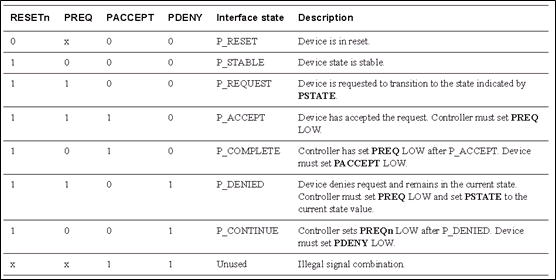 RESETn PREQ PACCEPT PDENY Interface state Description
0 x 0 0 P_RESET Device is in reset.
1 0 0 0 P_STABLE Device state is stable.
1 1 0 0 P_REQUEST Device is requested to transition to the state indicated by
PSTATE.
1 1 1 0 P_ACCEPT Device has accepted the request. Controller must set PREQ
LOW.
1 0 1 0 P_COMPLETE Controller has set PREQ LOW after P_ACCEPT. Device
must set PACCEPT LOW.
1 1 0 1 P_DENIED Device denies request and remains in the current state.
Controller must set PREQ LOW and set PSTATE to the
current state value.
1 0 0 1 P_CONTINUE Controller sets PREQn LOW after P_DENIED. Device
must set PDENY LOW.
x x 1 1 Unused Illegal signal combination.